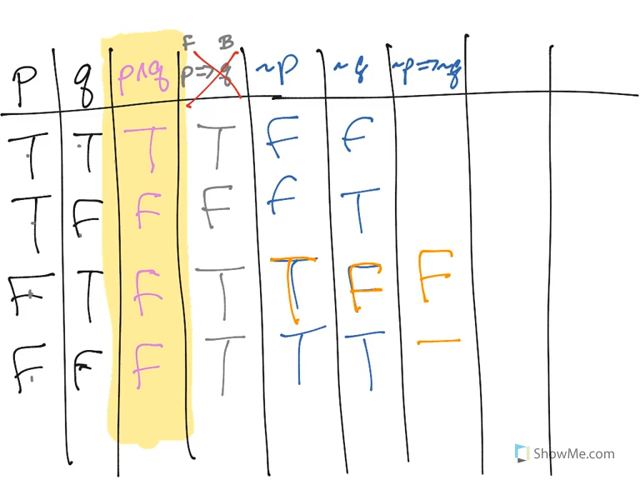 F B
p q p∧q p⇒q ~p ~q ~p⇒~q
T T T T F F
T F F F F T
F T F T T F F
F F F T T T —
ShowMe.com